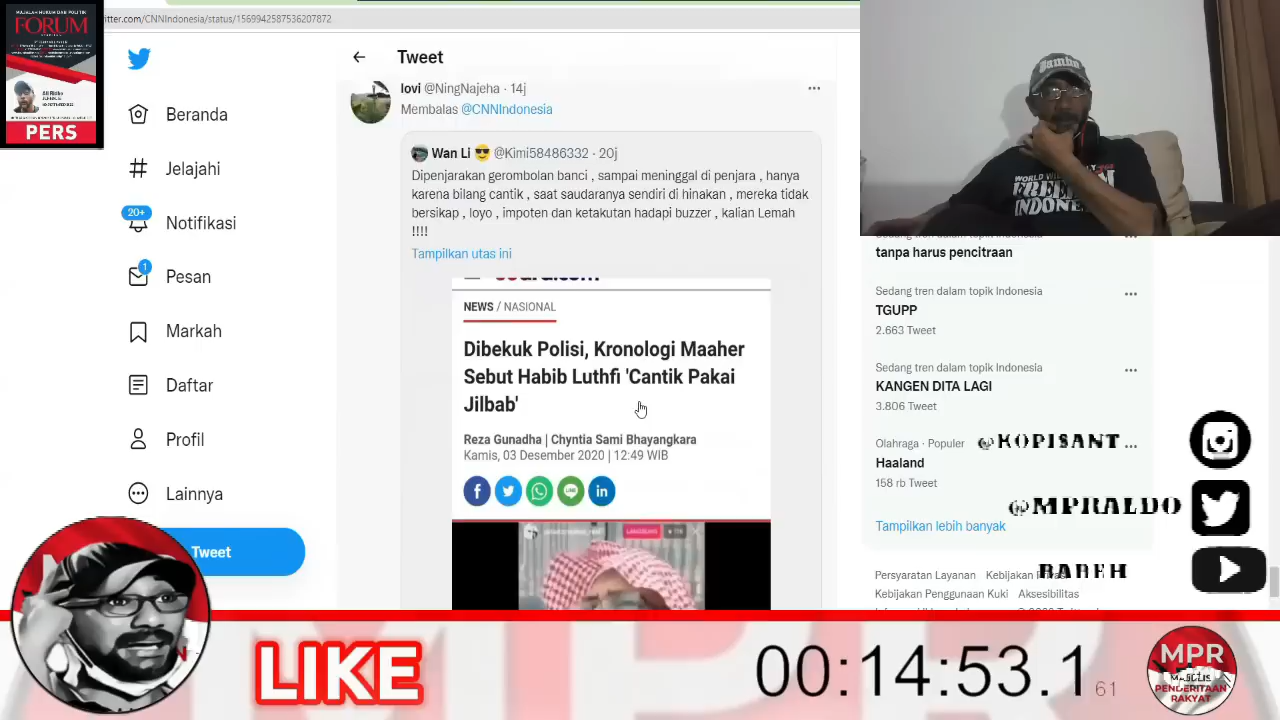 FORUM
PERS
itter.com/CNNIndonesia/status/1569942587536207872
Beranda
Jelajahi
20+
Notifikasi
1
Pesan
Markah
Daftar
Profil
Lainnya
Tweet
Tweet
lovi @NingNajeha · 14j
Membalas @CNNIndonesia
Wan Li 😎 @Kimi58486332 · 20j
Dipenjarakan gerombolan banci , sampai meninggal di penjara , hanya
karena bilang cantik , saat saudaranya sendiri di hinakan , mereka tidak
bersikap , loyo , impoten dan ketakutan hadapi buzzer , kalian Lemah
!!!!
Tampilkan utas ini
NEWS / NASIONAL
Dibekuk Polisi, Kronologi Maaher
Sebut Habib Luthfi 'Cantik Pakai
Jilbab'
Reza Gunadha | Chyntia Sami Bhayangkara
Kamis, 03 Desember 2020 | 12:49 WIB
tanpa harus pencitraan
Sedang tren dalam topik Indonesia
TGUPP
2.663 Tweet
Sedang tren dalam topik Indonesia
KANGEN DITA LAGI
3.806 Tweet
Olahraga · Populer
Haaland
158 rb Tweet
Tampilkan lebih banyak
Persyaratan Layanan
Kebijakan Penggunaan Kuki Aksesibilitas
@KOPISANT
@MPRALDO
LIKE
00:14:53.1
61
MPR
PENDERITAAN
RAKYAT